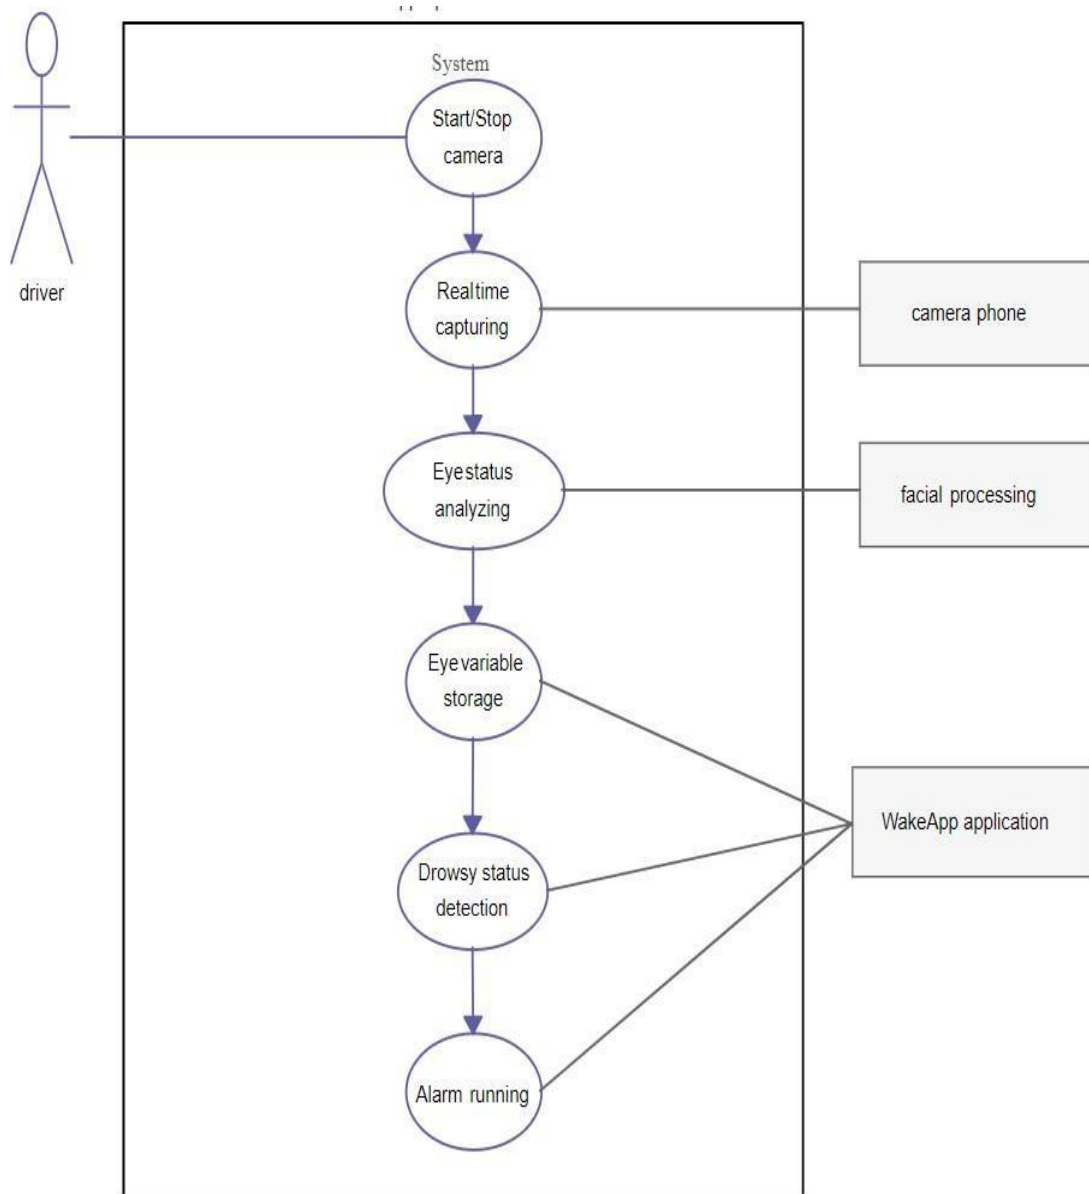 System
Start/Stop
camera
driver
Realtime
capturing
camera phone
Eyestatus
analyzing
facial processing
Eyevariable
storage
WakeApp application
Drowsy status
detection
Alarm running